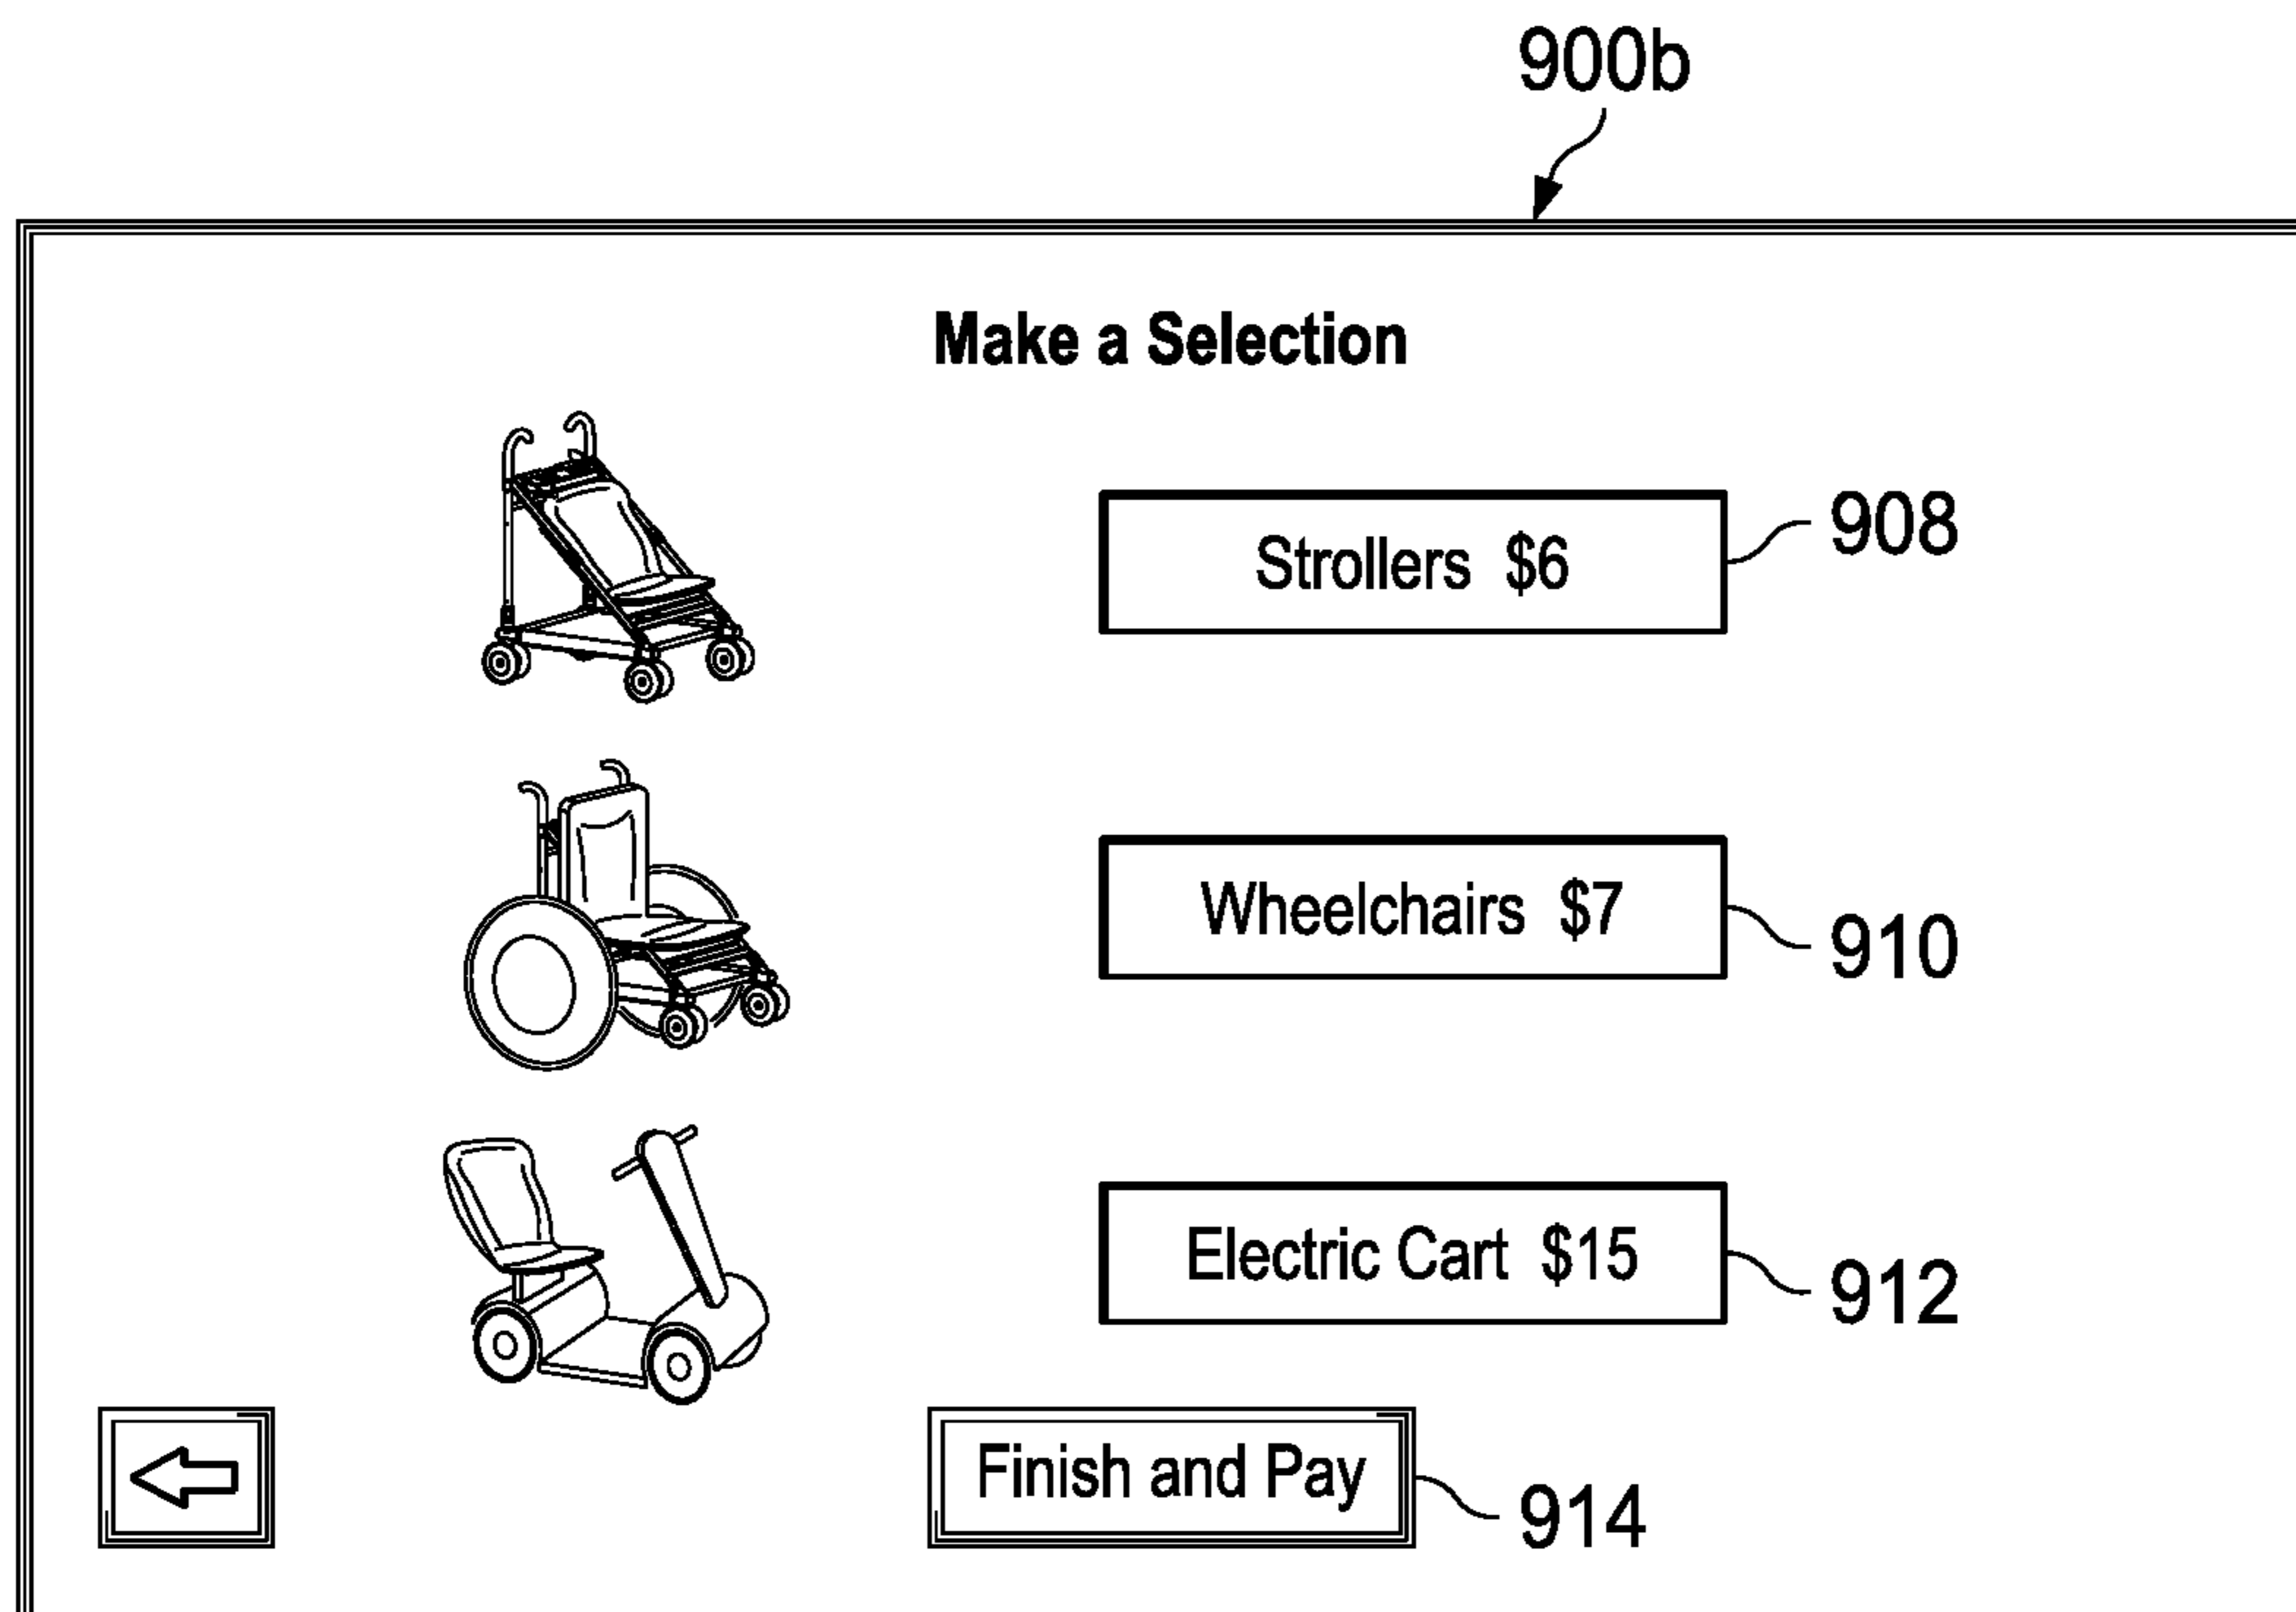 900b
Make a Selection
Strollers $6
908
Wheelchairs $7
910
Electric Cart $15
912
Finish and Pay
914